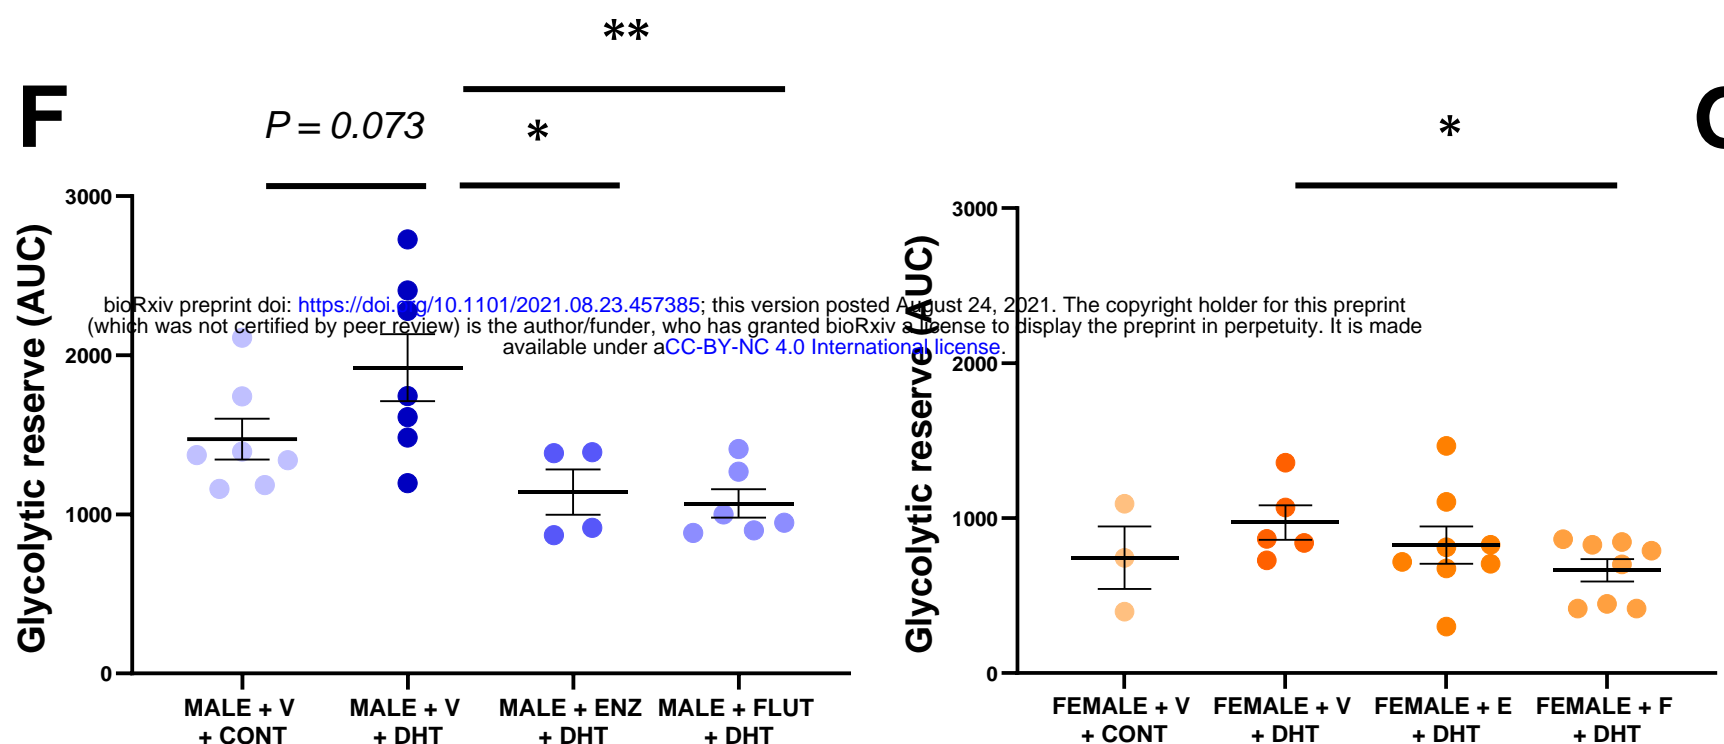 **
F
P = 0.073
*
*
G
3000
2000
1000
0
Glycolytic reserve (AUC)
MALE + V
+ CONT
MALE + V
+ DHT
MALE + ENZ
+ DHT
MALE + FLUT
+ DHT
3000
2000
1000
0
Glycolytic reserve (AUC)
FEMALE + V
+ CONT
FEMALE + V
+ DHT
FEMALE + E
+ DHT
FEMALE + F
+ DHT
bioRxiv preprint doi: https://doi.org/10.1101/2021.08.23.457385; this version posted August 24, 2021. The copyright holder for this preprint
(which was not certified by peer review) is the author/funder, who has granted bioRxiv a license to display the preprint in perpetuity. It is made
available under aCC-BY-NC 4.0 International license.